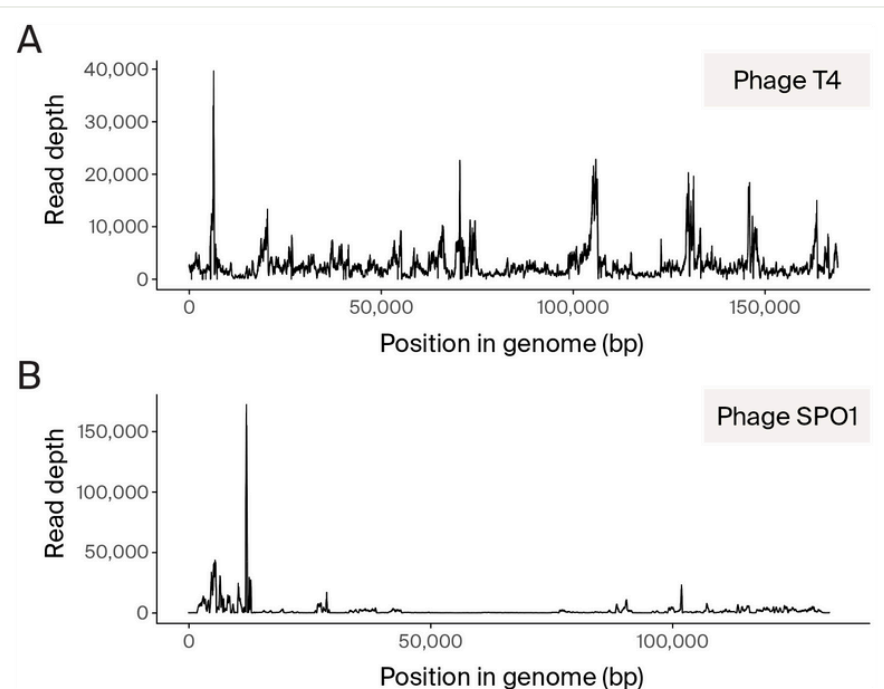 A
Phage T4
Read depth
40,000
30,000
20,000
10,000
0
0 50,000 100,000 150,000
Position in genome (bp)
B
Phage SPO1
Read depth
150,000
100,000
50,000
0
0 50,000 100,000
Position in genome (bp)